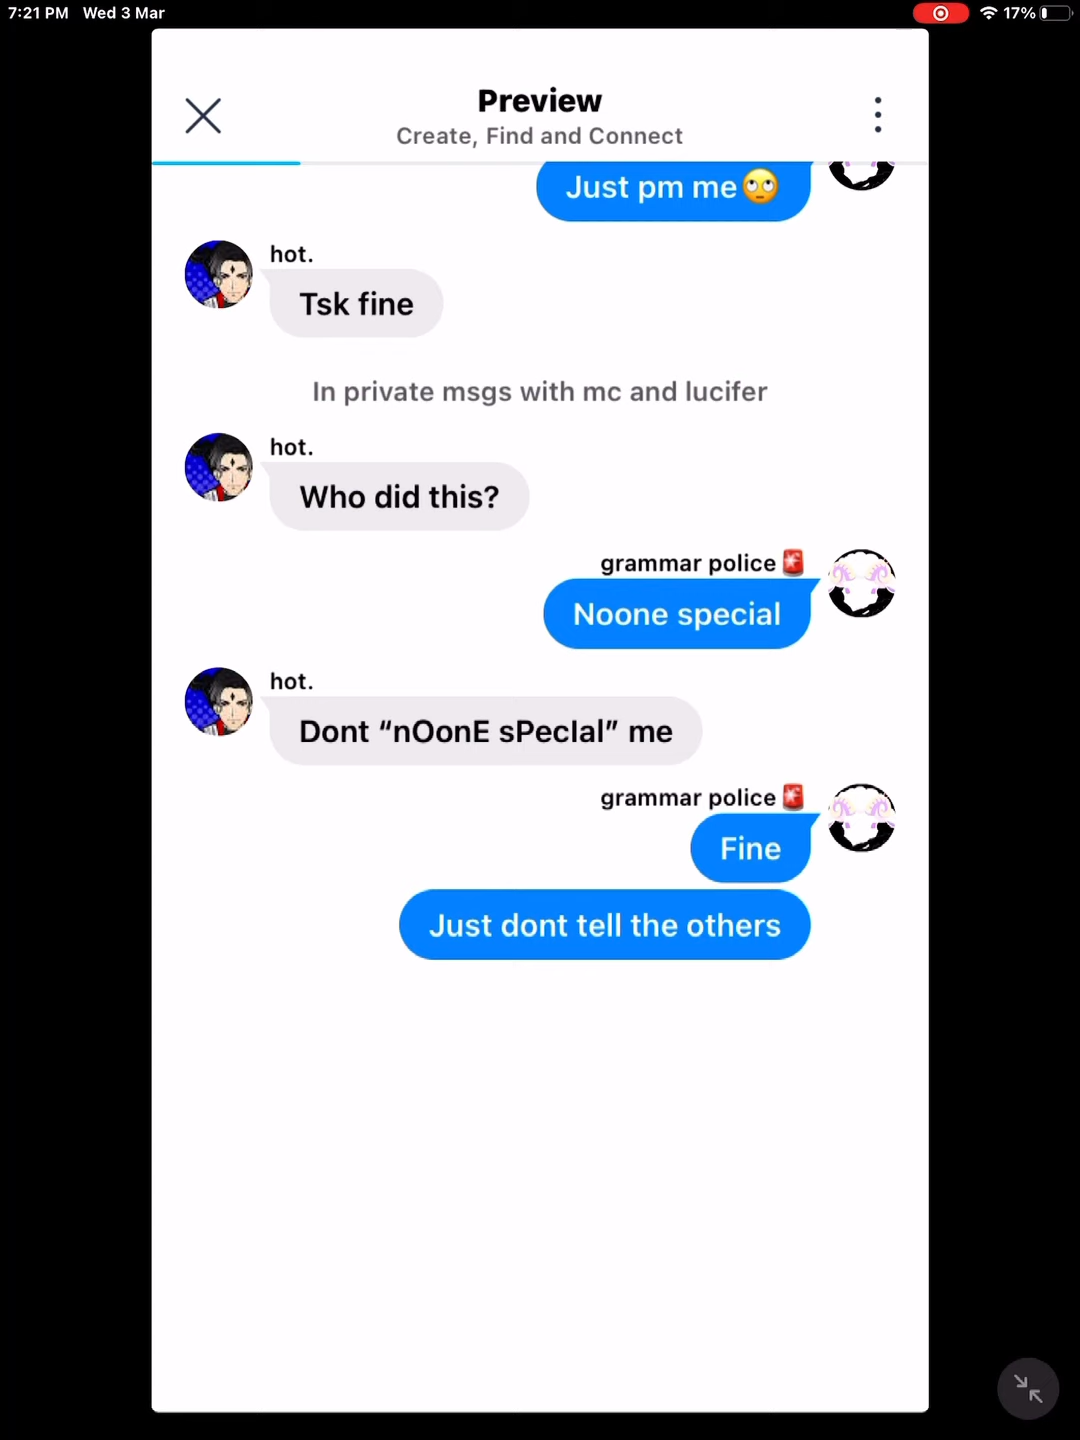 7:21 PM Wed 3 Mar 17%
Preview
Create, Find and Connect
Just pm me🙄
hot.
Tsk fine
In private msgs with mc and lucifer
hot.
Who did this?
grammar police🚨
Noone special
hot.
Dont “nOonE sPecIal” me
grammar police🚨
Fine
Just dont tell the others